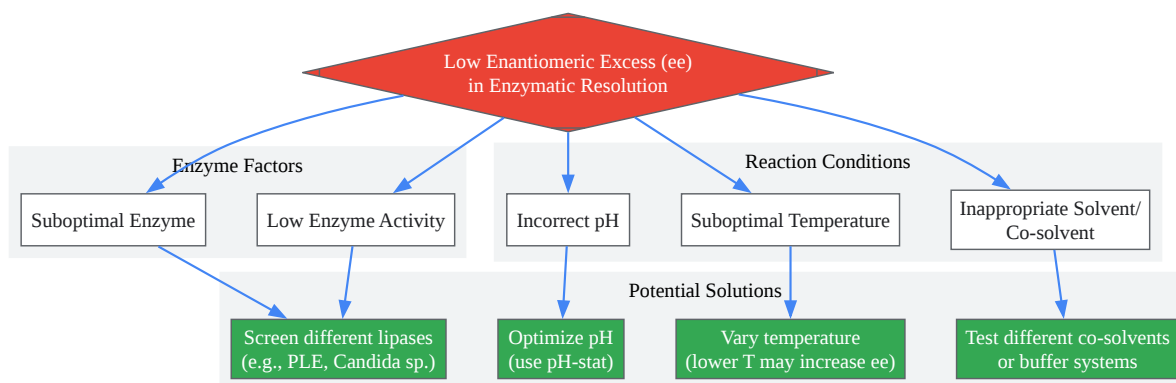 Low Enantiomeric Excess (ee)
in Enzymatic Resolution
Enzyme Factors
Reaction Conditions
Suboptimal Enzyme
Low Enzyme Activity
Incorrect pH
Suboptimal Temperature
Inappropriate Solvent/
Co-solvent
Potential Solutions
Screen different lipases
(e.g., PLE, Candida sp.)
Optimize pH
(use pH-stat)
Vary temperature
(lower T may increase ee)
Test different co-solvents
or buffer systems